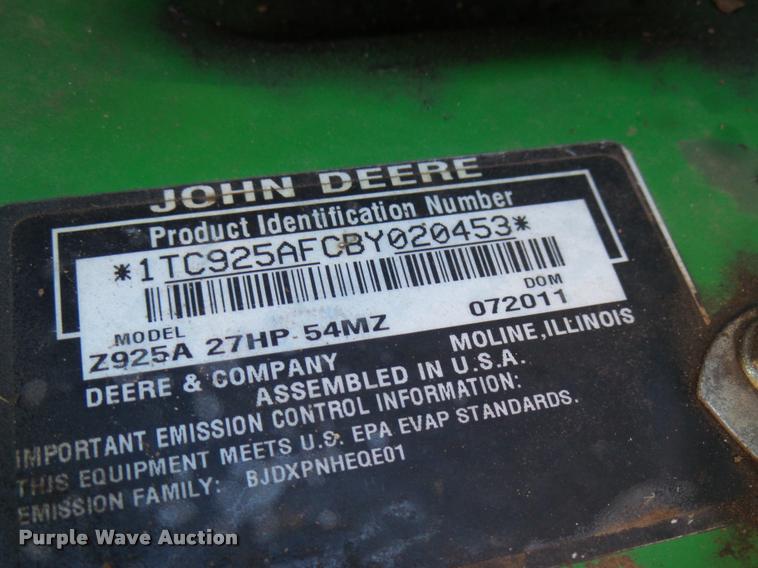 JOHN DEERE
Product Identification Number
*1TC925AFCBY020453*
MODEL DOM
Z925A 27HP 54MZ 072011
DEERE & COMPANY MOLINE, ILLINOIS
ASSEMBLED IN U.S.A.
IMPORTANT EMISSION CONTROL INFORMATION:
THIS EQUIPMENT MEETS U.S. EPA EVAP STANDARDS.
EMISSION FAMILY: BJDXPNHEQE01
Purple Wave Auction